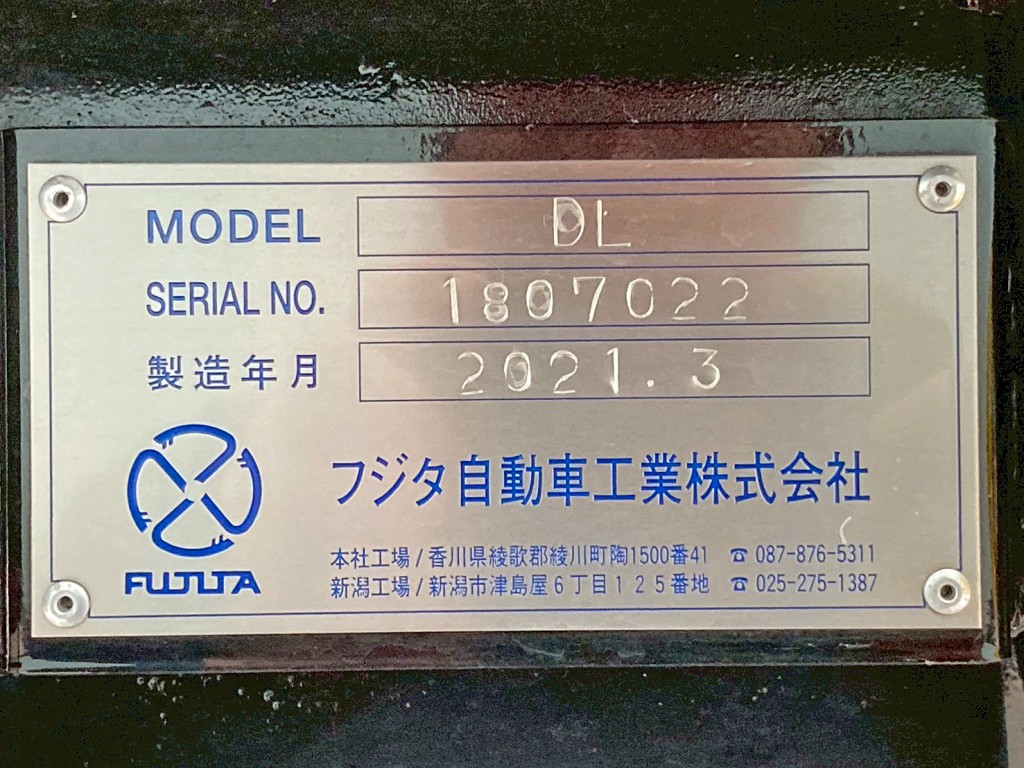 MODEL DL
SERIAL NO. 1807022
製造年月 2021.3
フジタ自動車工業株式会社
FUJITA
本社工場/香川県綾歌郡綾川町陶1500番41 ☎ 087-876-5311
新潟工場/新潟市津島屋6丁目125番地 ☎ 025-275-1387